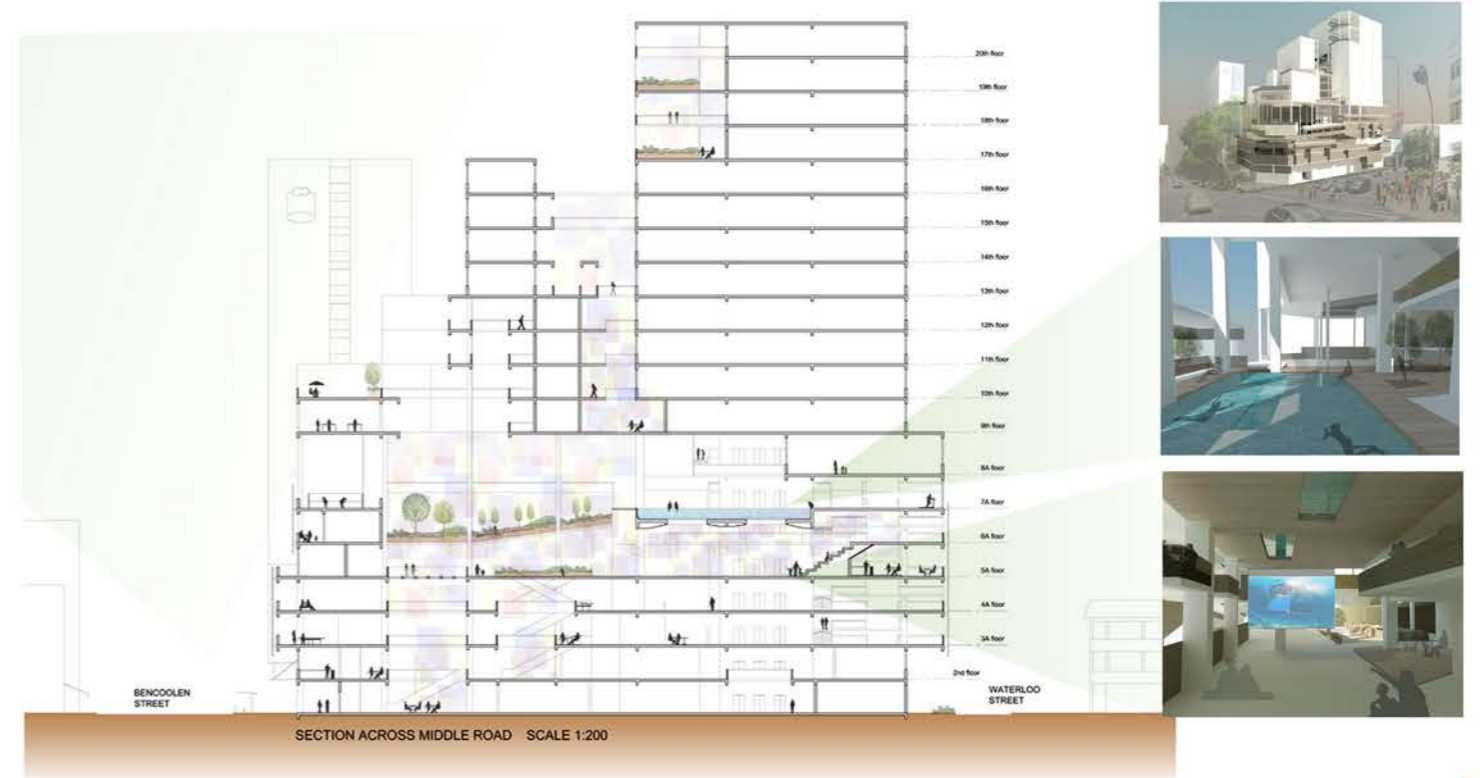 20th floor
19th floor
18th floor
17th floor
16th floor
15th floor
14th floor
13th floor
12th floor
11th floor
10th floor
9th floor
8A floor
7A floor
6A floor
5A floor
4A floor
3A floor
2nd floor
BENCOOLEN
STREET
WATERLOO
STREET
SECTION ACROSS MIDDLE ROAD SCALE 1:200